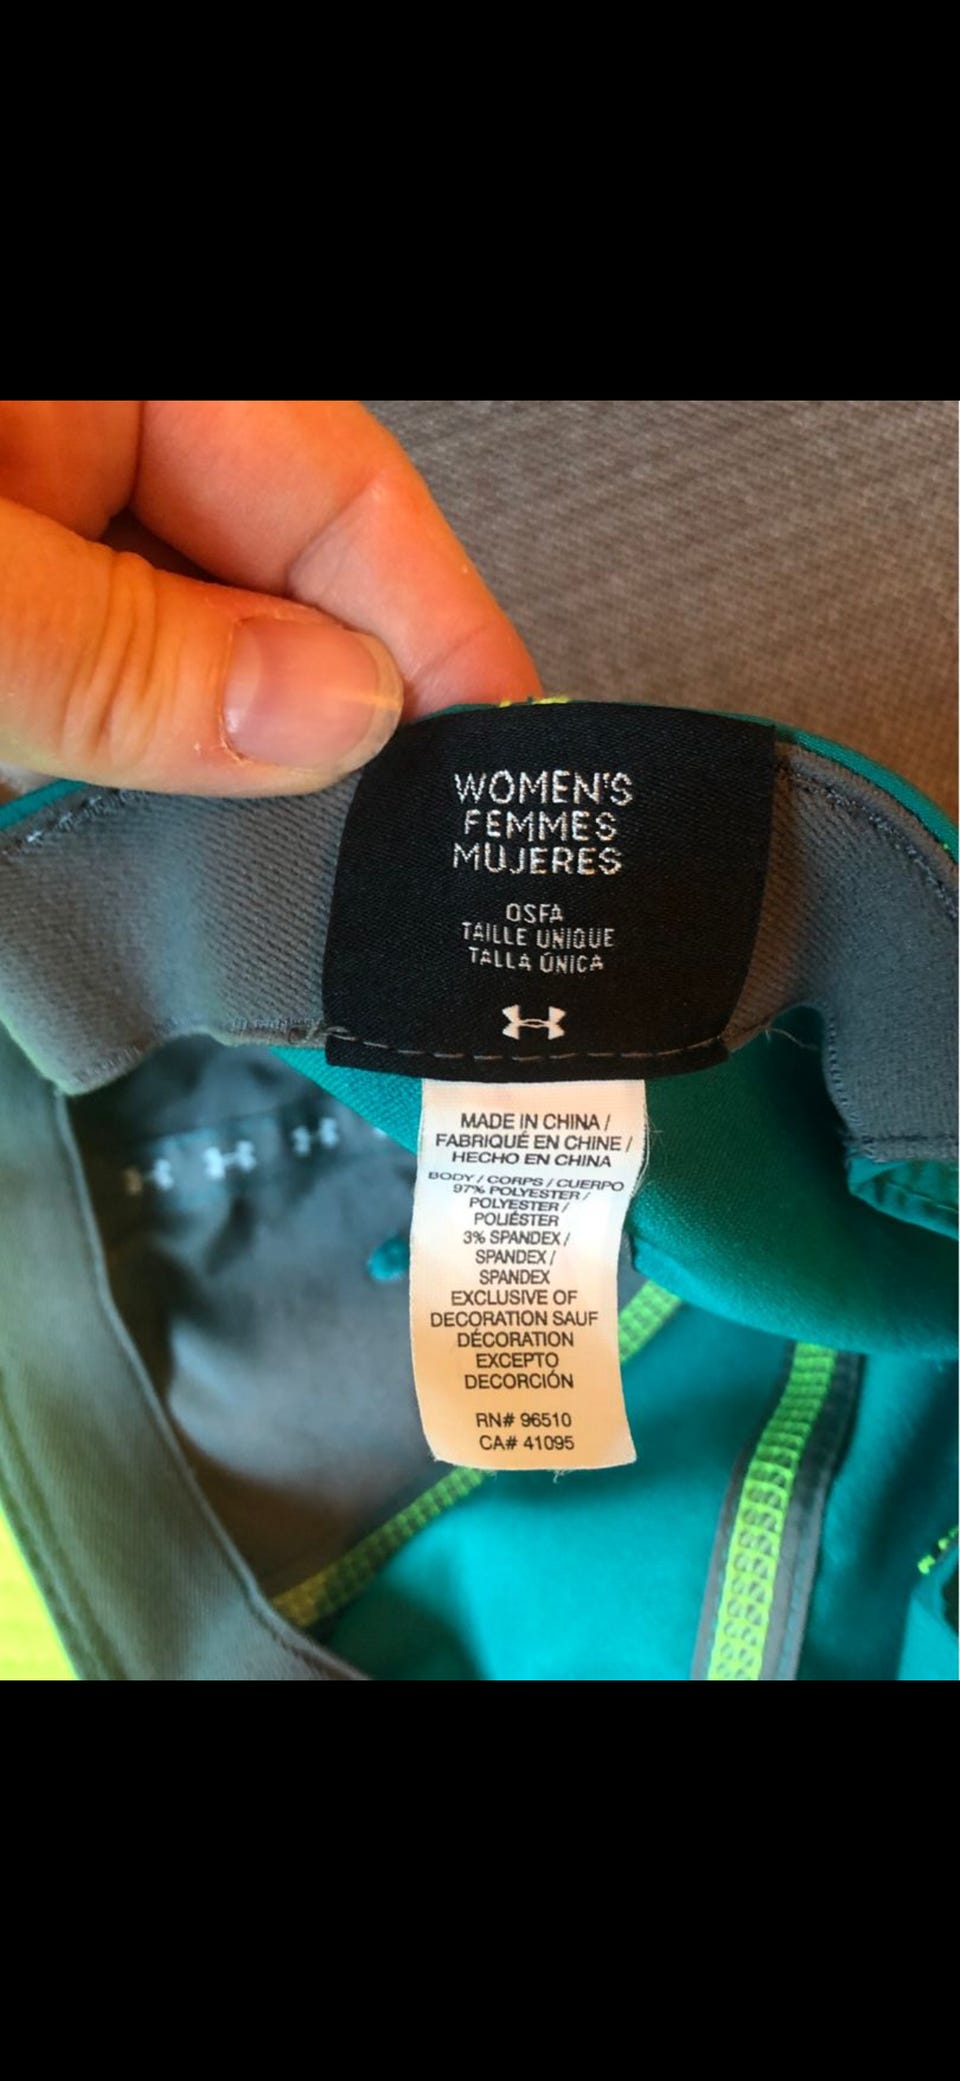 WOMEN'S
FEMMES
MUJERES
OSFA
TAILLE UNIQUE
TALLA ÚNICA
MADE IN CHINA /
FABRIQUÉ EN CHINE /
HECHO EN CHINA
BODY / CORPS / CUERPO
97% POLYESTER /
POLYESTER /
POLIÉSTER
3% SPANDEX /
SPANDEX /
SPANDEX
EXCLUSIVE OF
DECORATION SAUF
DÉCORATION
EXCEPTO
DECORCIÓN
RN# 96510
CA# 41095